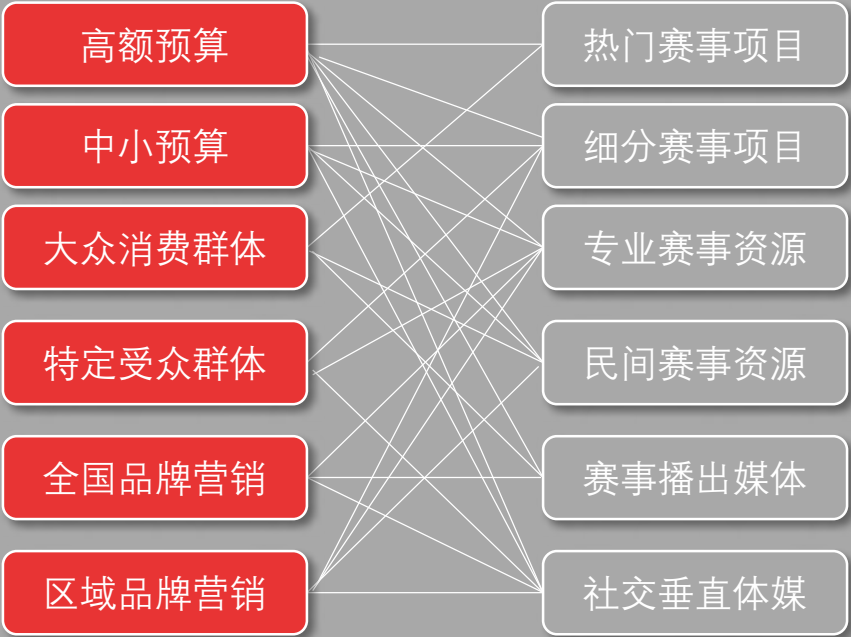 高额预算
热门赛事项目
中小预算
细分赛事项目
大众消费群体
专业赛事资源
特定受众群体
民间赛事资源
全国品牌营销
赛事播出媒体
区域品牌营销
社交垂直体媒